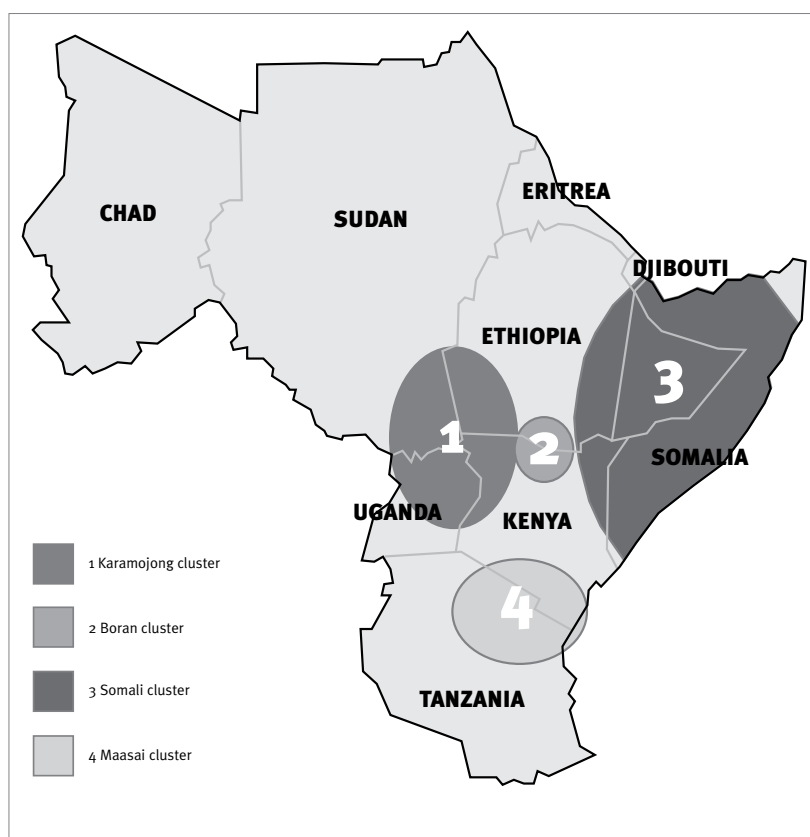 ERITREA
CHAD
SUDAN
DJIBOUTI
ETHIOPIA
3
1
2
SOMALIA
UGANDA
KENYA
4
TANZANIA
1 Karamojong cluster
2 Boran cluster
3 Somali cluster
4 Maasai cluster